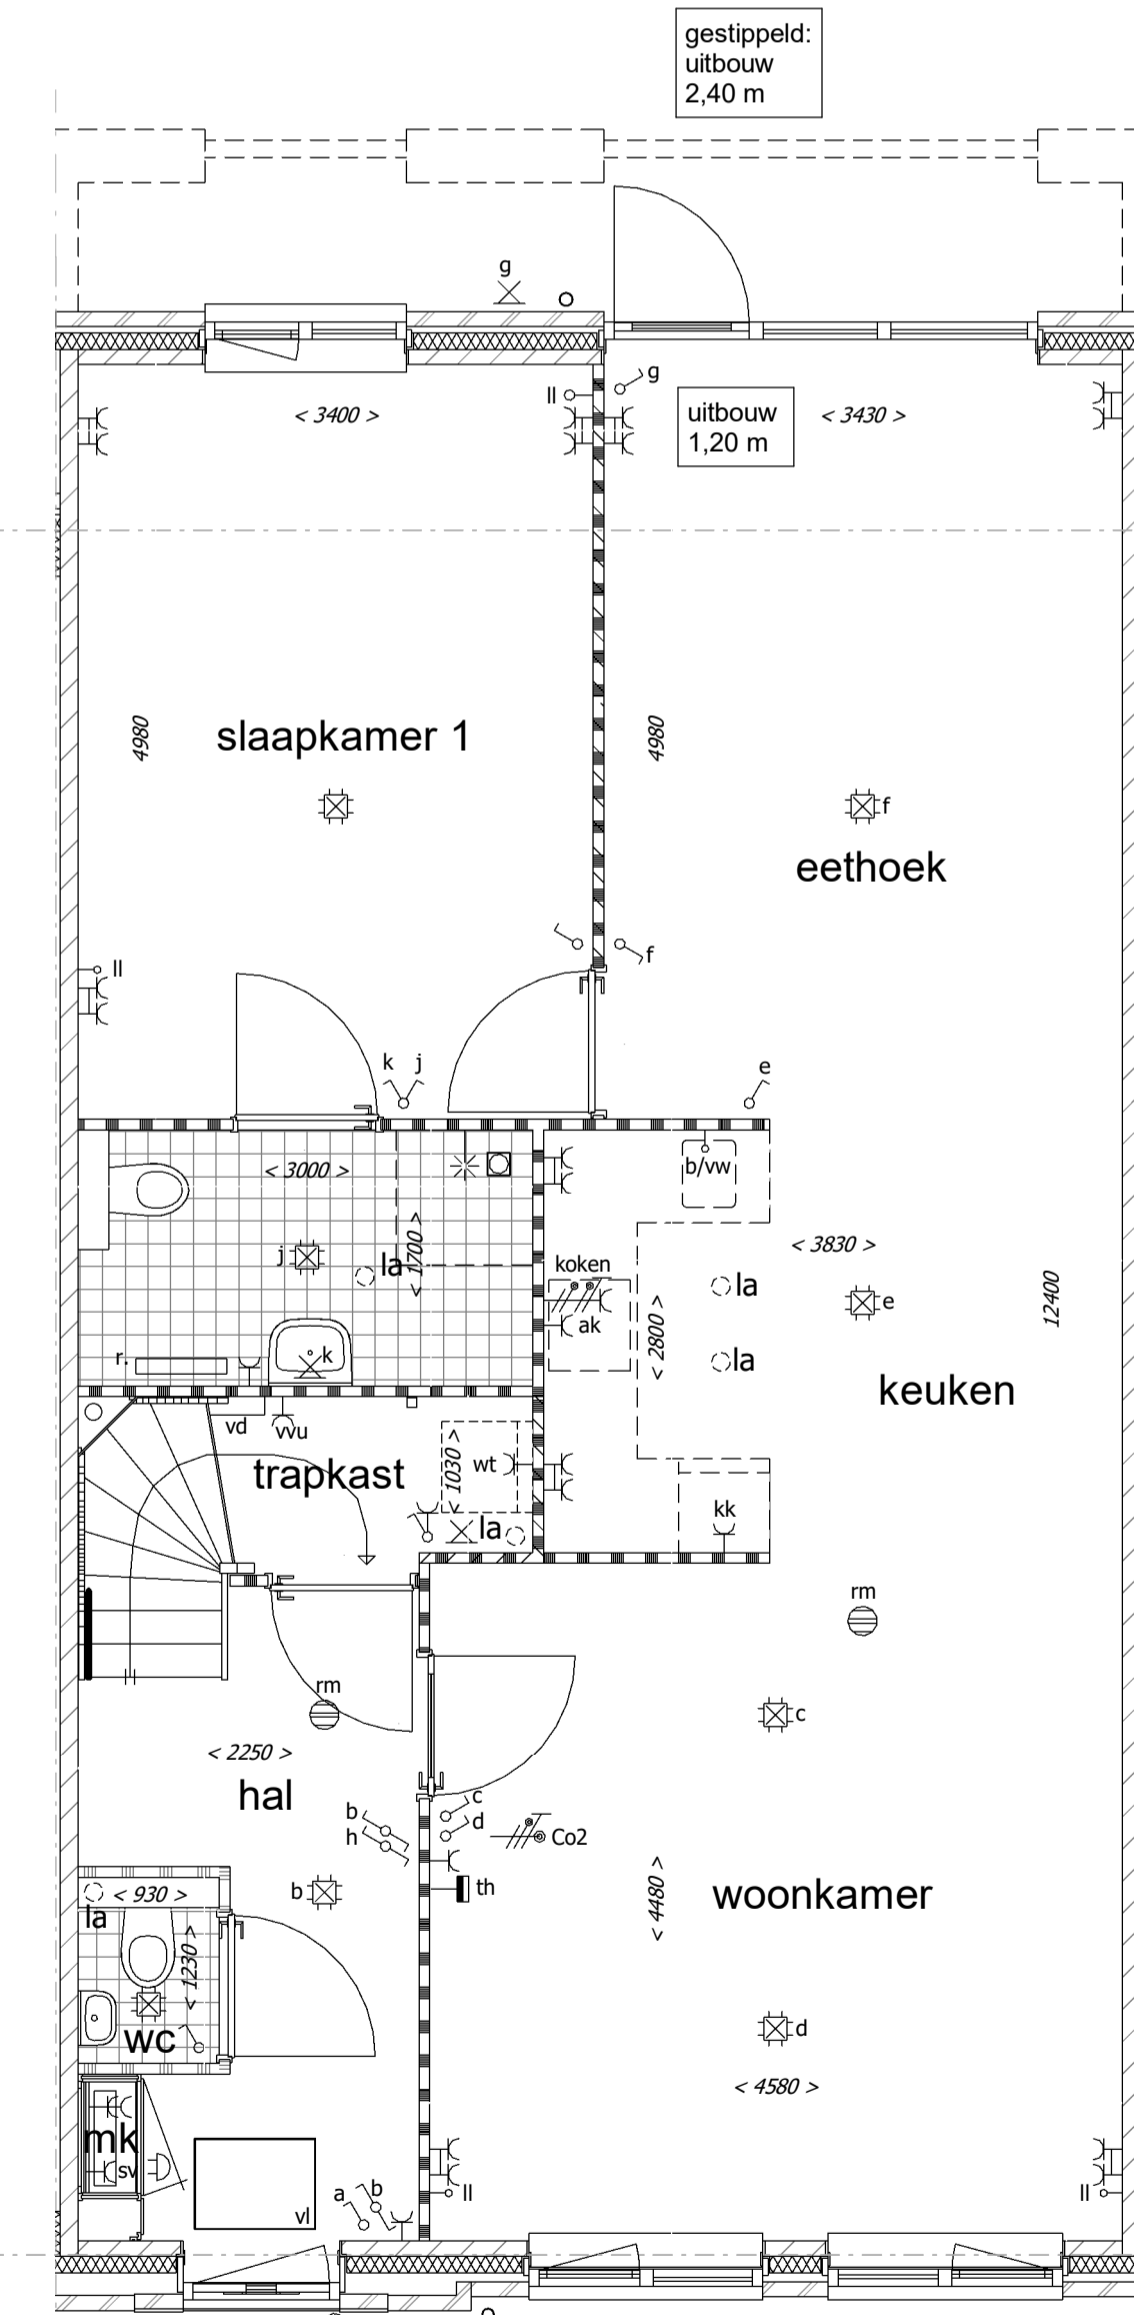 gestippeld:
uitbouw
2,40 m
g
g
ll
< 3400 >
uitbouw
1,20 m
< 3430 >
4980
slaapkamer 1
4980
f
eethoek
f
ll
k j
e
< 3000 >
b/vw
< 3830 >
j
la
< 1700 >
koken
la
e
12400
ak
< 2800 >
la
r.
k
keuken
vd
vvu
trapkast
< 1030 >
wt
la
kk
rm
rm
c
< 2250 >
hal
b
c
h
d
Co2
b
th
< 4480 >
woonkamer
< 930 >
la
< 1230 >
d
wc
< 4580 >
mk
sv
a
b
ll
ll
vl